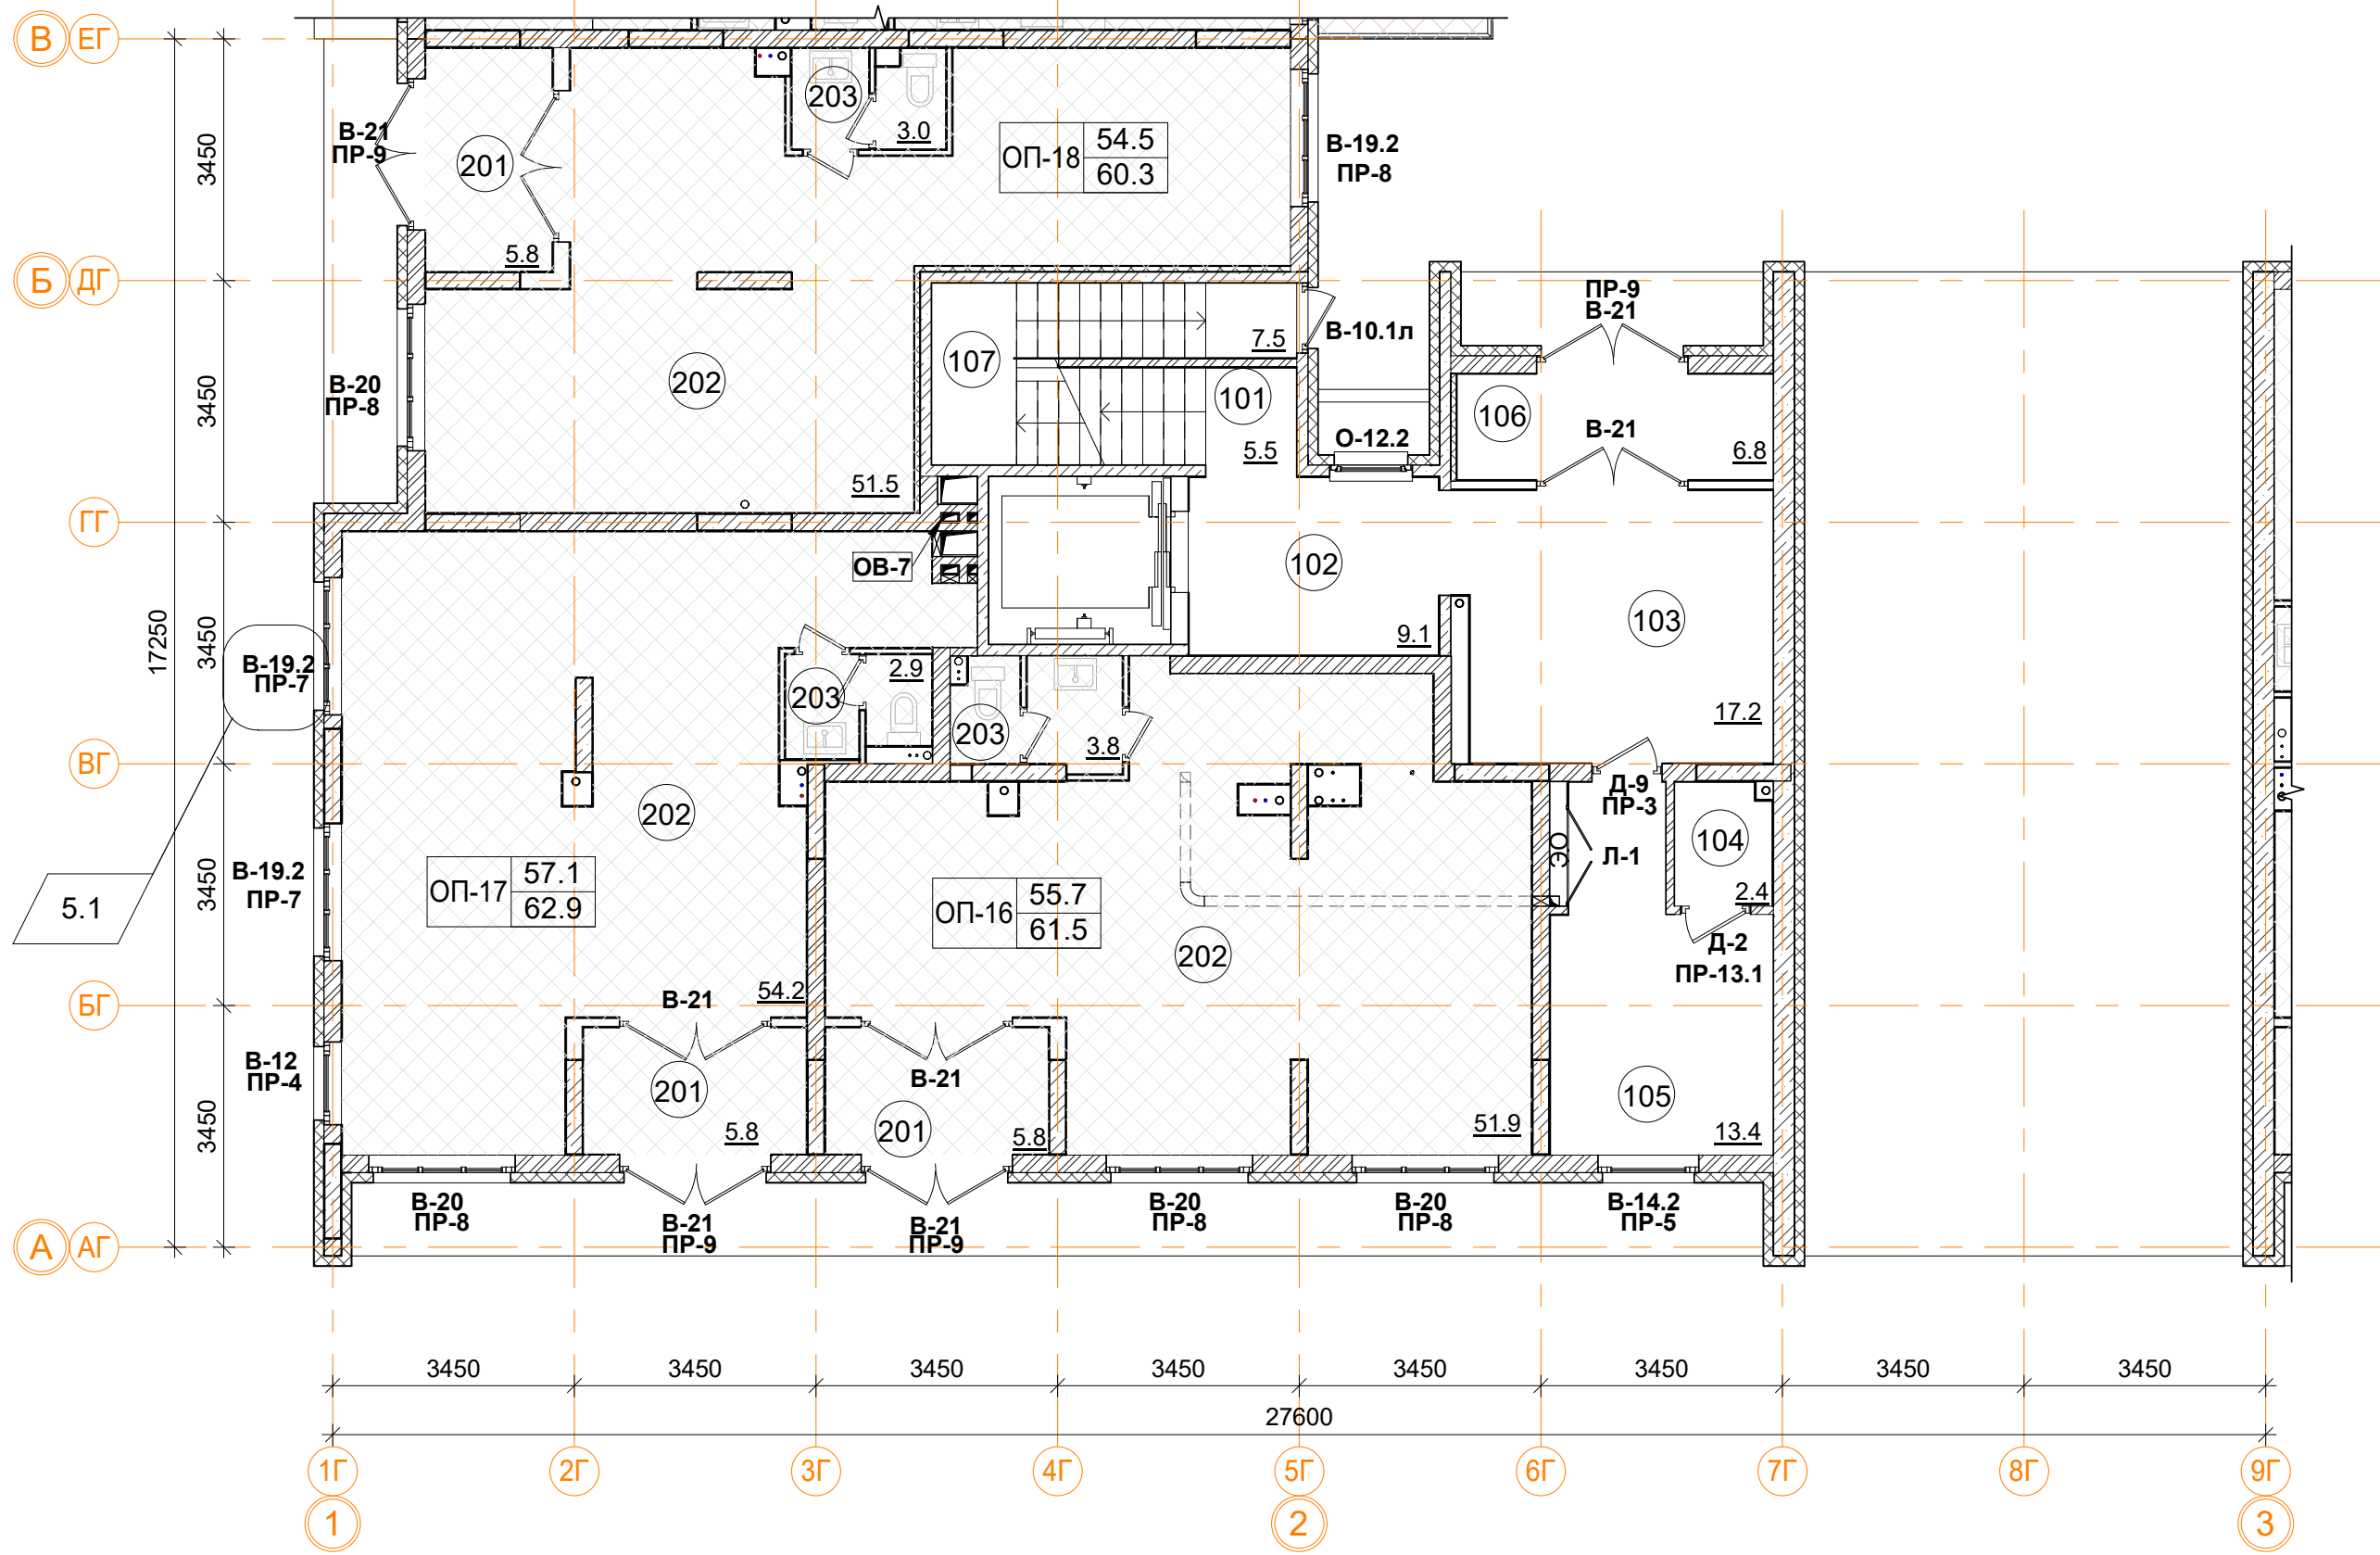 В ЕГ
В-21
ПР-9
201
5.8
203
3.0
ОП-18 54.5
60.3
В-19.2
ПР-8
3450
Б ДГ
В-20
ПР-8
202
51.5
107
7.5
101
5.5
В-10.1л
О-12.2
ПР-9
В-21
106
В-21
6.8
3450
ГГ
ОВ-7
102
9.1
103
17.2
17250
3450
В-19.2
ПР-7
203
2.9
203
3.8
ВГ
202
Д-9
ПР-3
ЭО
Л-1
104
2.4
Д-2
ПР-13.1
5.1
3450
В-19.2
ПР-7
ОП-17 57.1
62.9
ОП-16 55.7
61.5
202
54.2
В-21
БГ
В-12
ПР-4
201
5.8
В-21
201
5.8
51.9
105
13.4
3450
А АГ
В-20
ПР-8
В-21
ПР-9
В-21
ПР-9
В-20
ПР-8
В-20
ПР-8
В-14.2
ПР-5
3450 3450 3450 3450 3450 3450 3450 3450
27600
1Г 2Г 3Г 4Г 5Г 6Г 7Г 8Г 9Г
1 2 3